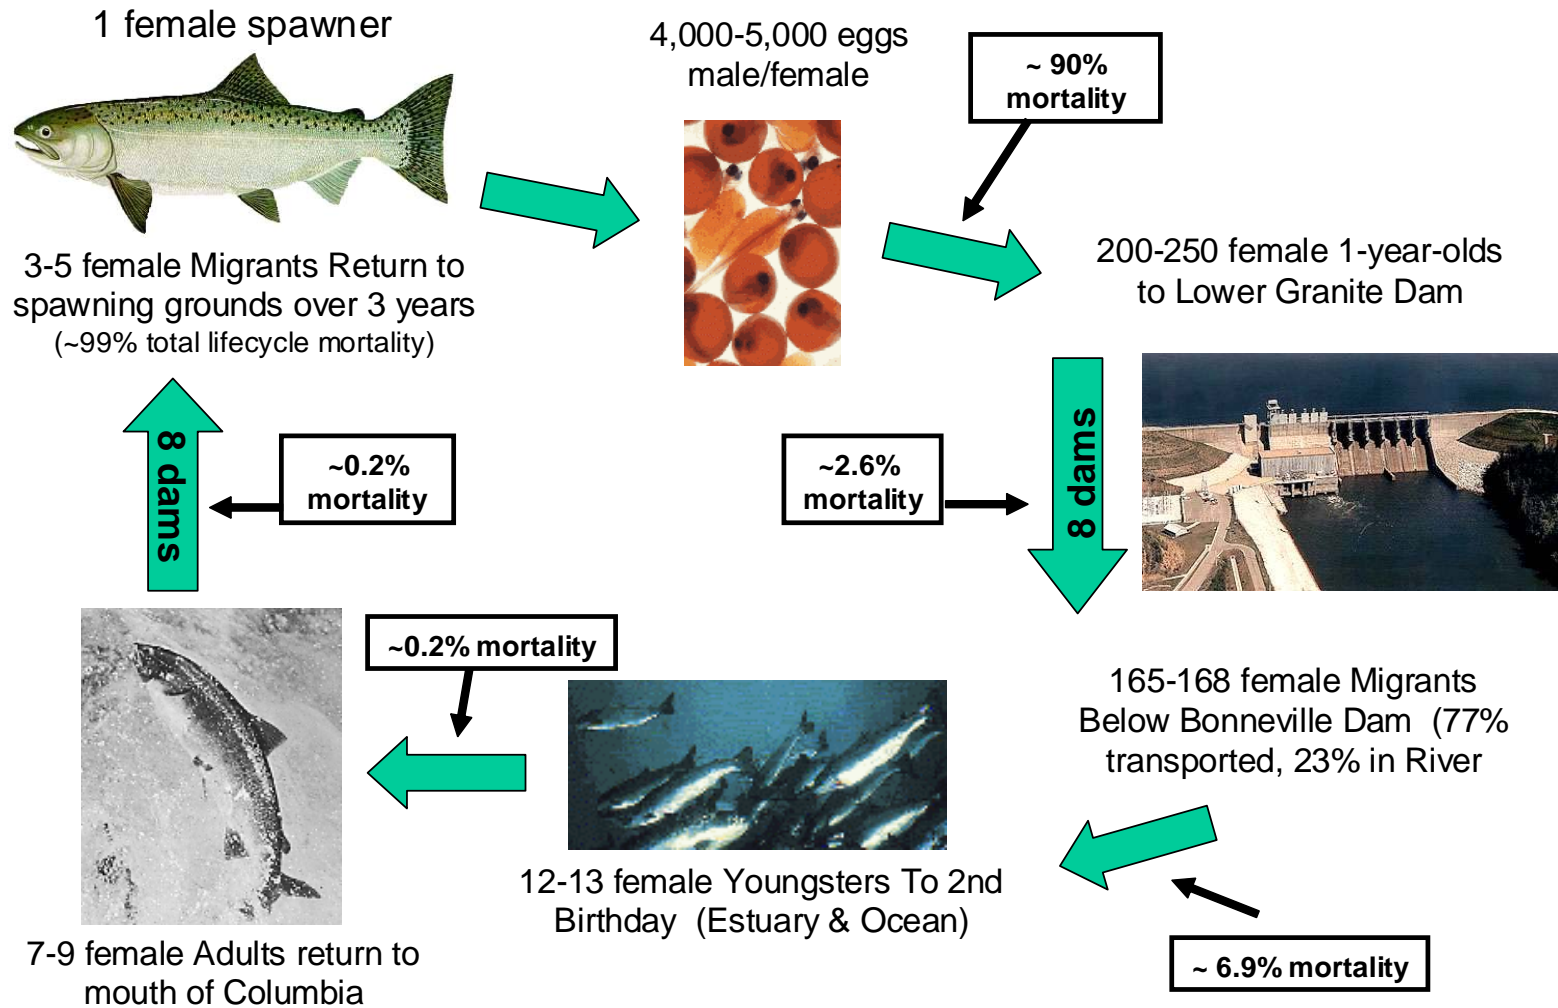 1 female spawner
4,000-5,000 eggs
male/female
~ 90%
mortality
200-250 female 1-year-olds
to Lower Granite Dam
8 dams
~2.6%
mortality
165-168 female Migrants
Below Bonneville Dam (77%
transported, 23% in River
~ 6.9% mortality
12-13 female Youngsters To 2nd
Birthday (Estuary & Ocean)
~0.2% mortality
7-9 female Adults return to
mouth of Columbia
8 dams
~0.2%
mortality
3-5 female Migrants Return to
spawning grounds over 3 years
(~99% total lifecycle mortality)